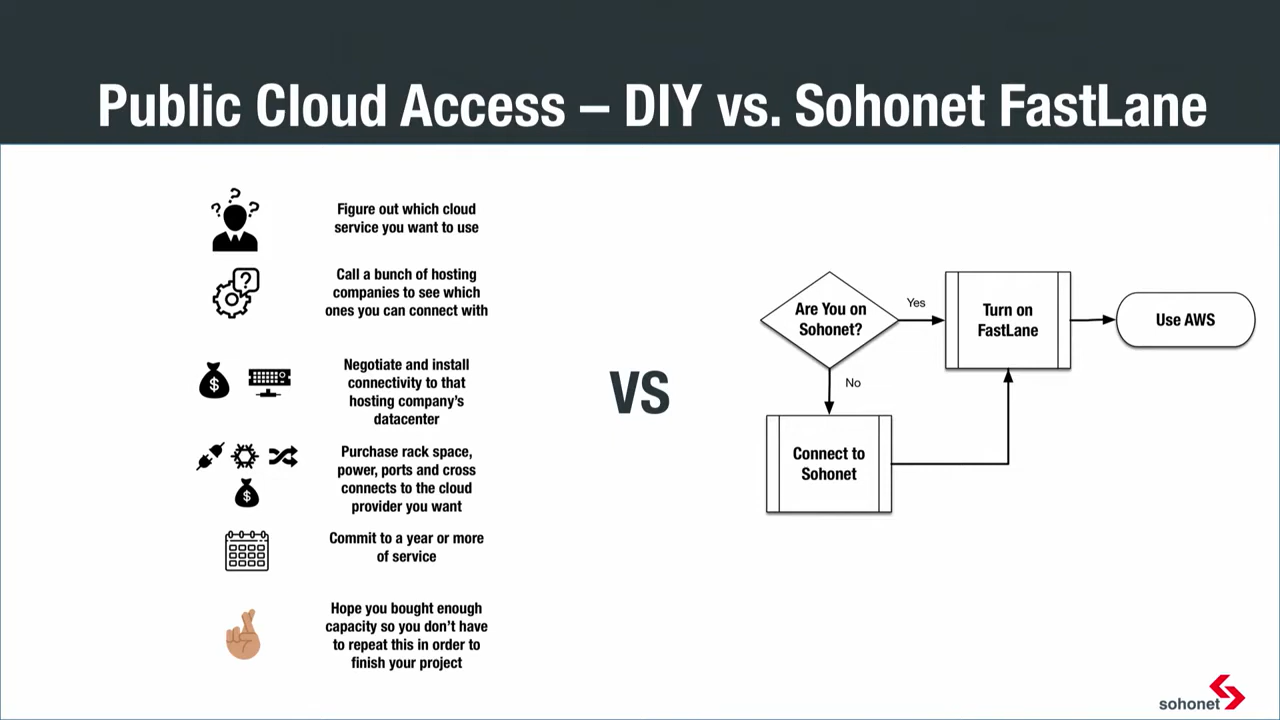 Public Cloud Access – DIY vs. Sohonet FastLane
Figure out which cloud
service you want to use
Call a bunch of hosting
companies to see which
ones you can connect with
Negotiate and install
connectivity to that
hosting company's
datacenter
Purchase rack space,
power, ports and cross
connects to the cloud
provider you want
Commit to a year or more
of service
Hope you bought enough
capacity so you don't have
to repeat this in order to
finish your project
VS
Are You on
Sohonet?
Yes
Turn on
FastLane
Use AWS
No
Connect to
Sohonet
sohonet